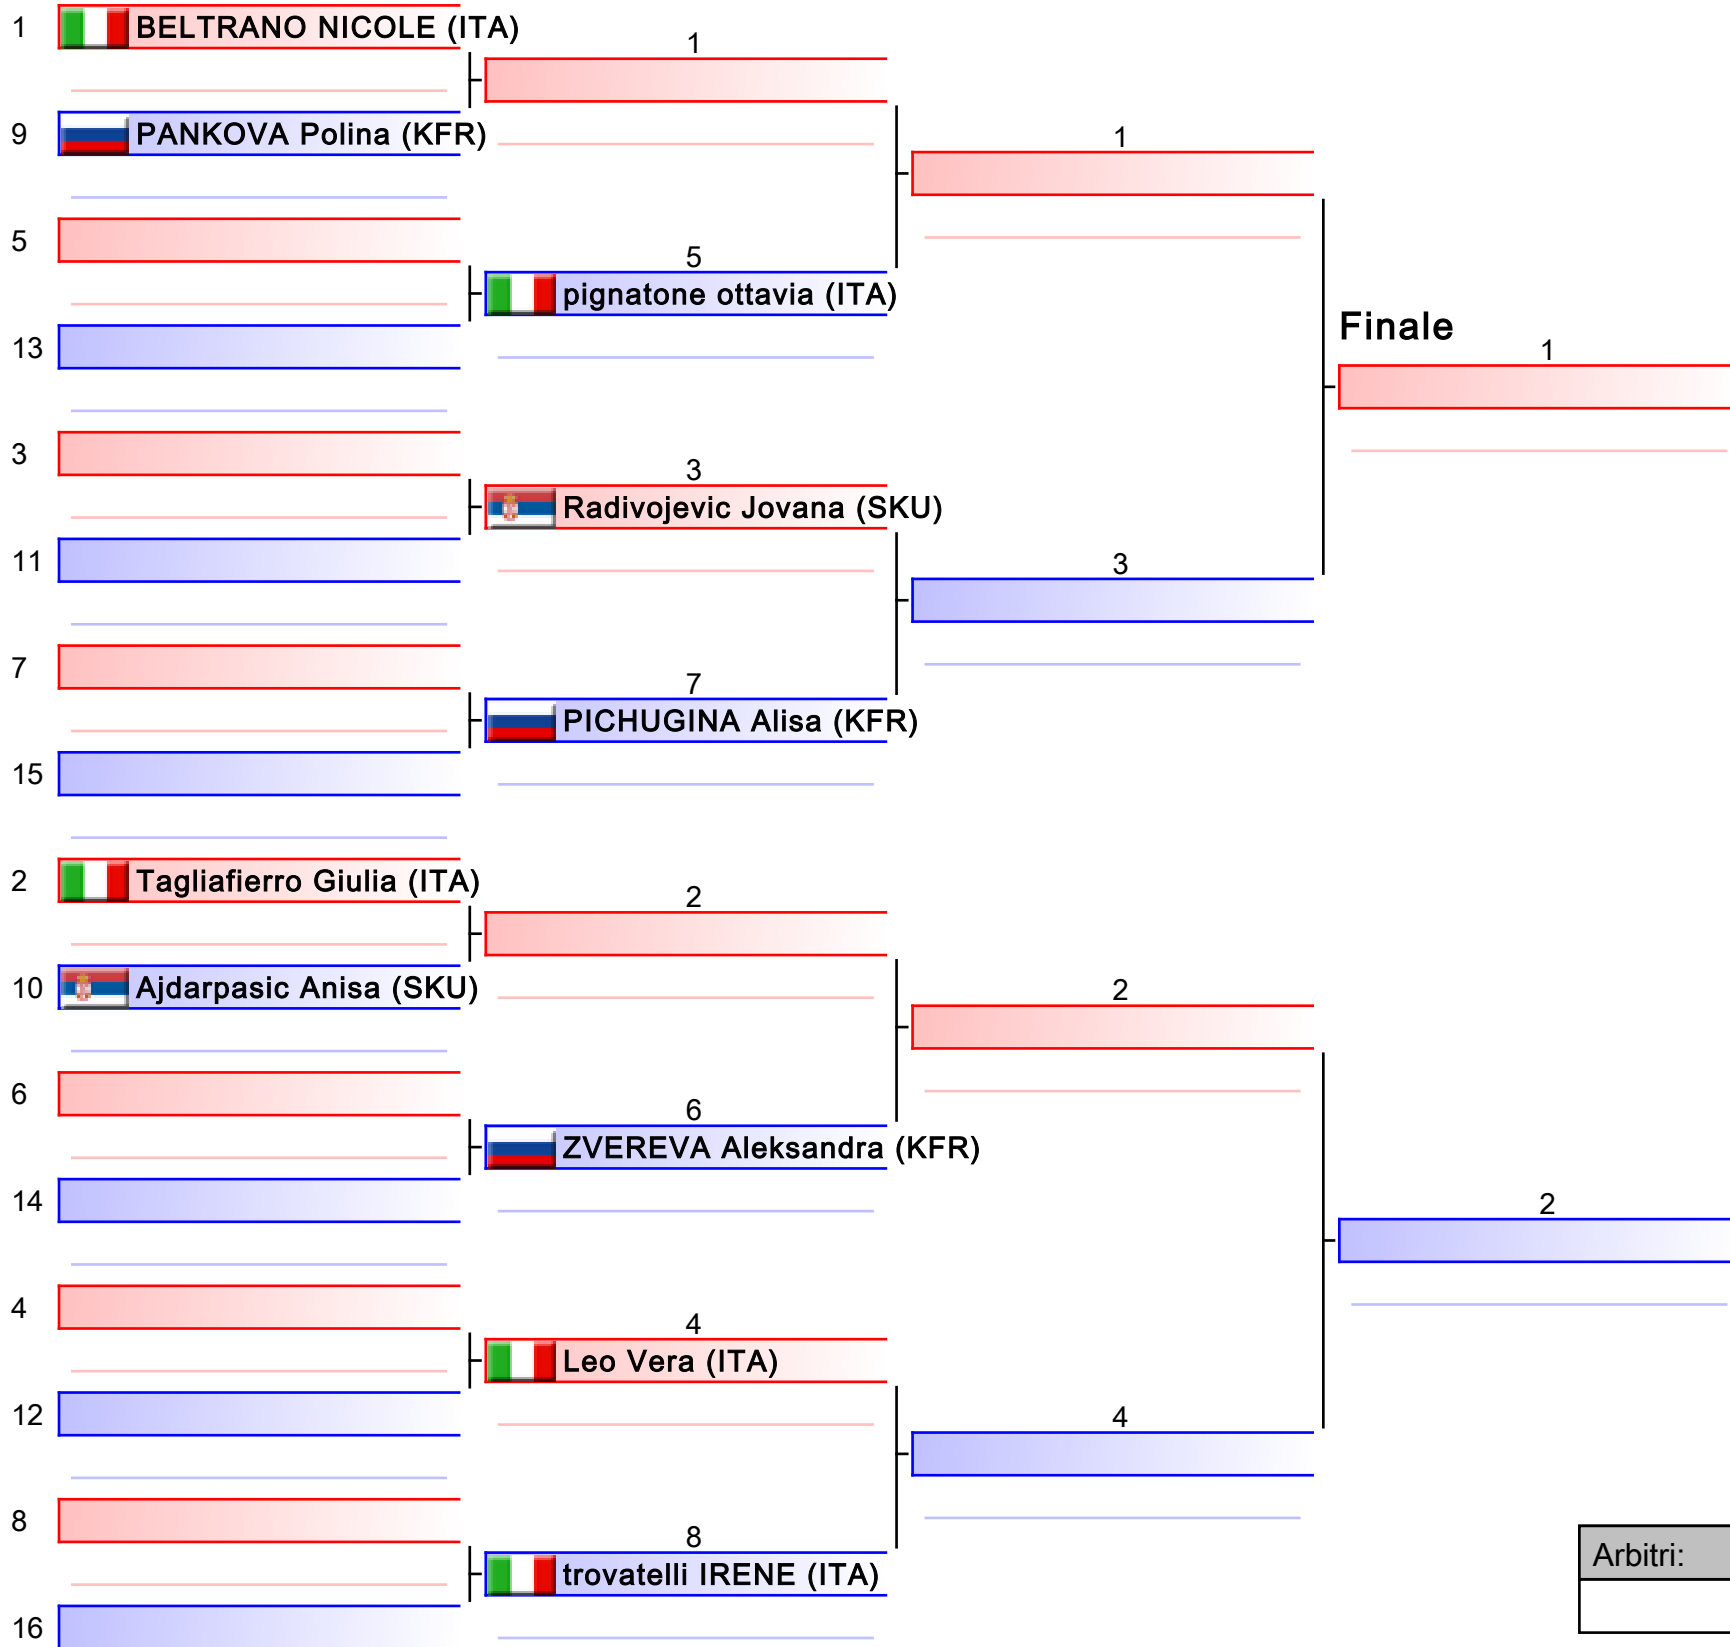 1 BELTRANO NICOLE (ITA)
1
9 PANKOVA Polina (KFR)
1
5
5
pignatone ottavia (ITA)
13
Finale
1
3
3
Radivojevic Jovana (SKU)
11
3
7
7
PICHUGINA Alisa (KFR)
15
2 Tagliafierro Giulia (ITA)
2
10 Ajdarpasic Anisa (SKU)
2
6
6
ZVEREVA Aleksandra (KFR)
14
2
4
4
Leo Vera (ITA)
12
4
8
8
trovatelli IRENE (ITA)
Arbitri:
16